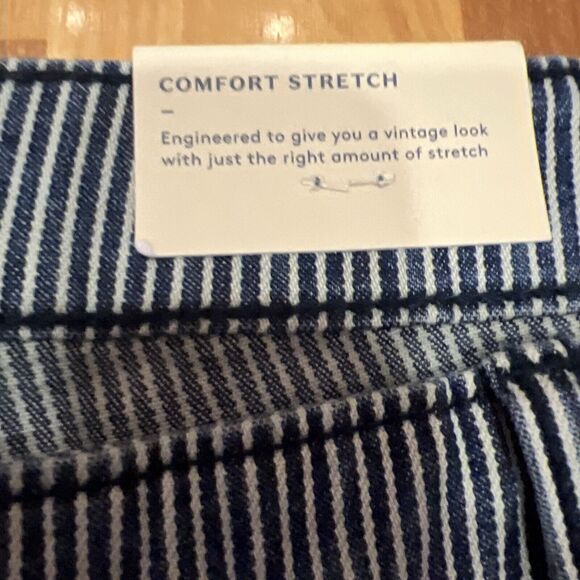 COMFORT STRETCH
Engineered to give you a vintage look
with just the right amount of stretch